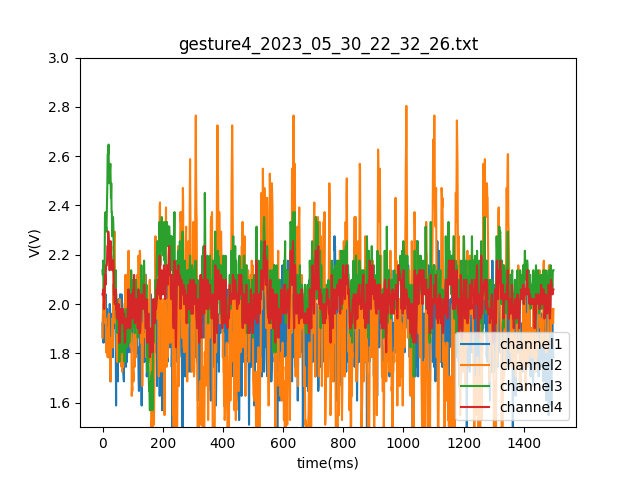 gesture4_2023_05_30_22_32_26.txt
3.0
2.8
2.6
2.4
2.2
2.0
1.8
1.6
V(V)
channel1
channel2
channel3
channel4
0 200 400 600 800 1000 1200 1400
time(ms)